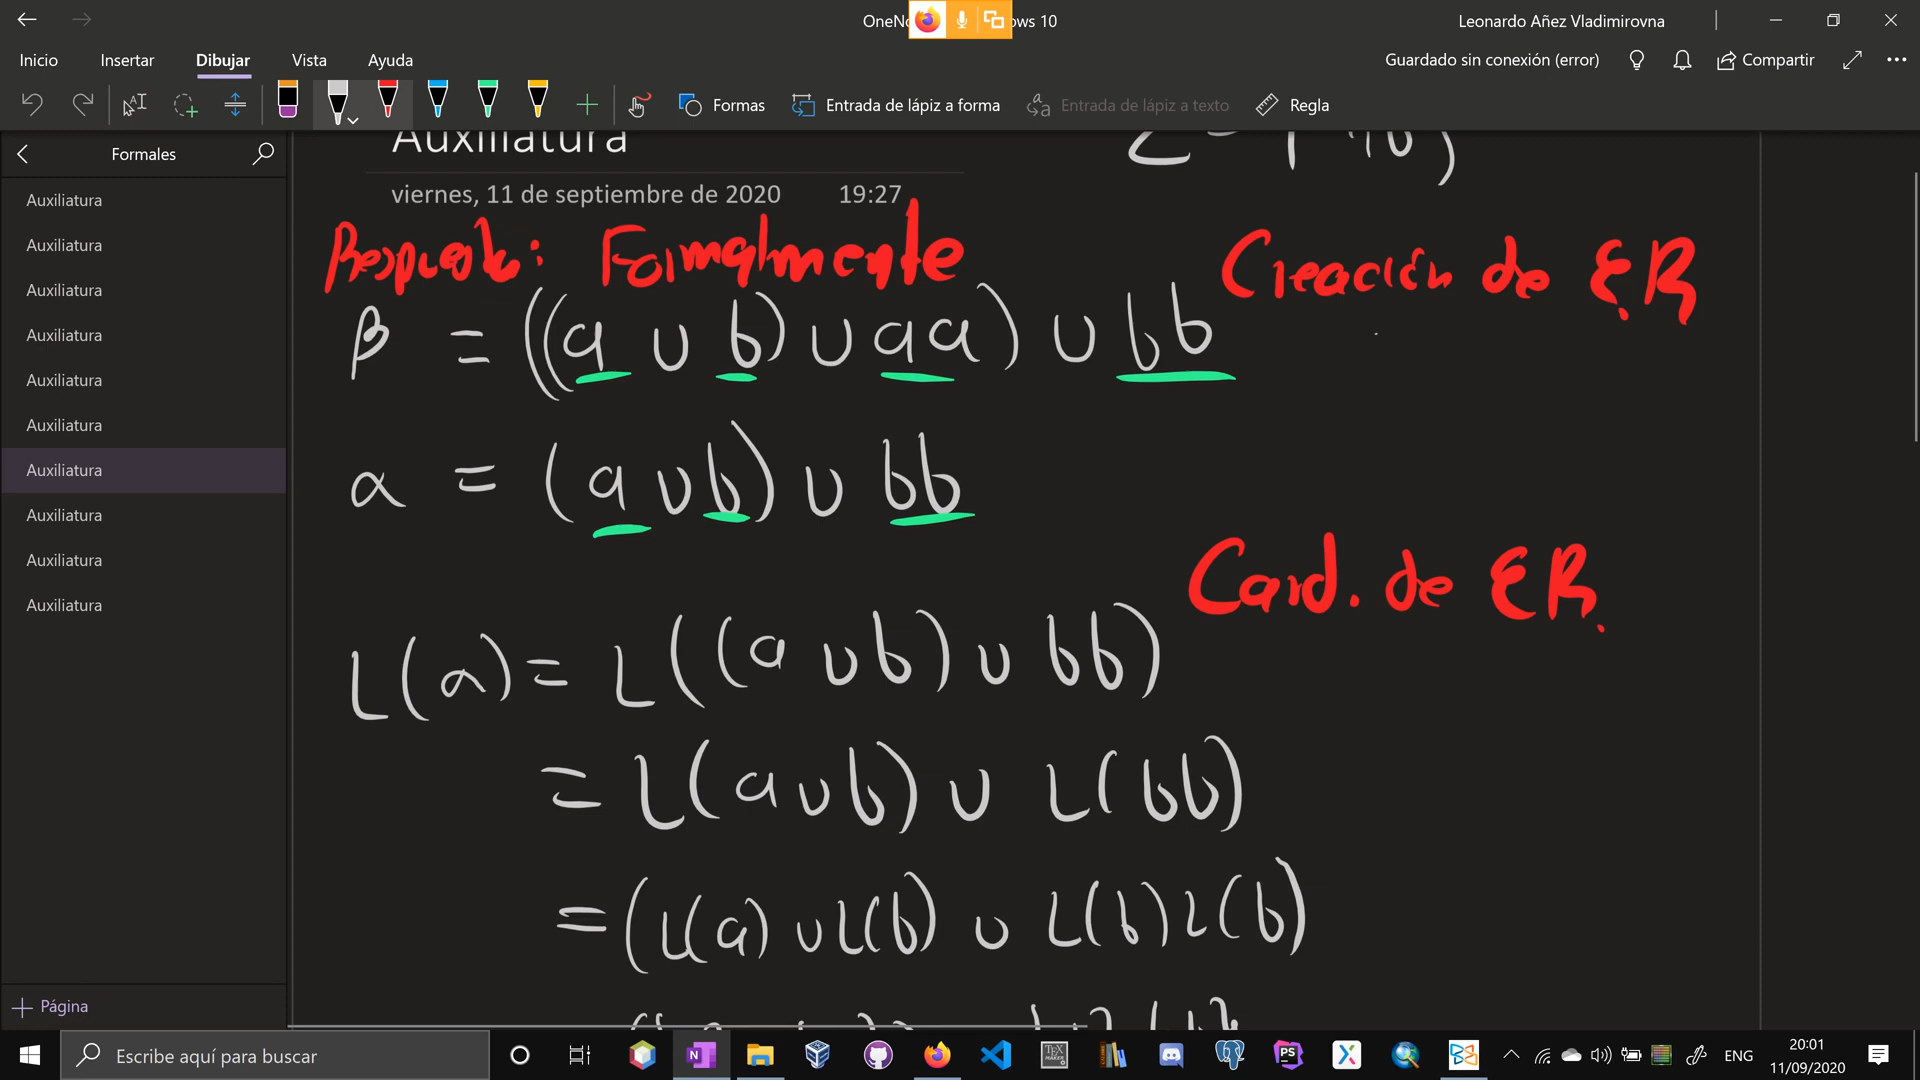 OneNo
ows 10
Leonardo Añez Vladimirovna
Inicio Insertar Dibujar Vista Ayuda
Guardado sin conexión (error)
Compartir
Formas
Entrada de lápiz a forma
Entrada de lápiz a texto
Regla
Formales
Auxiliatura
Auxiliatura
Auxiliatura
Auxiliatura
Auxiliatura
Auxiliatura
Auxiliatura
Auxiliatura
Auxiliatura
Auxiliatura
Página
Auxiliatura
viernes, 11 de septiembre de 2020 19:27
Respuesta: Formalmente
Creación de ER
β = ((a ∪ b) ∪ aa) ∪ bb
α = (a ∪ b) ∪ bb
Card. de ER.
L(α) = L((a ∪ b) ∪ bb)
= L(a ∪ b) ∪ L(bb)
= (L(a) ∪ L(b) ∪ L(b)L(b)
Escribe aquí para buscar
ENG
20:01
11/09/2020